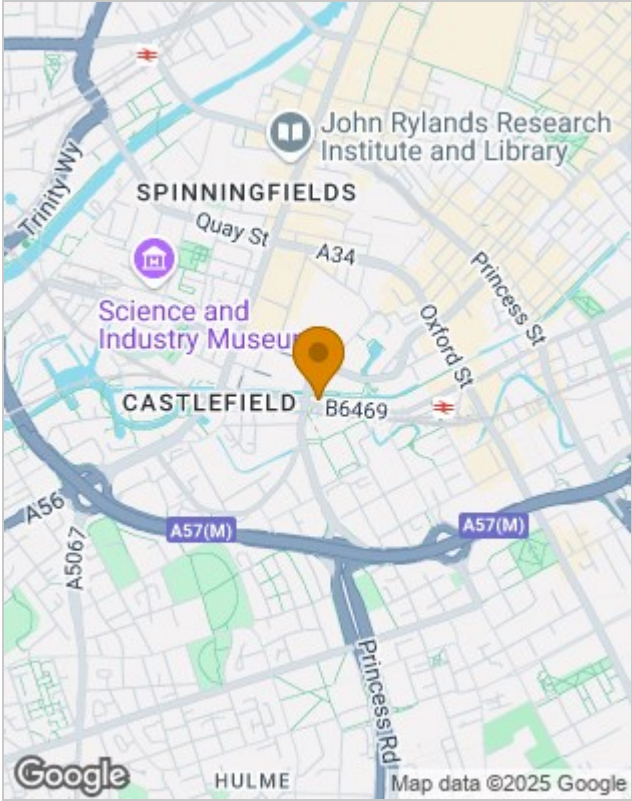 John Rylands Research
Institute and Library
Trinity Wy
SPINNINGFIELDS
Quay St
A34
Princess St
Science and
Industry Museu
Oxford St
CASTLEFIELD
B6469
A56
A57(M)
A57(M)
A5067
Princess Rd
HULME
Google
Map data ©2025 Google